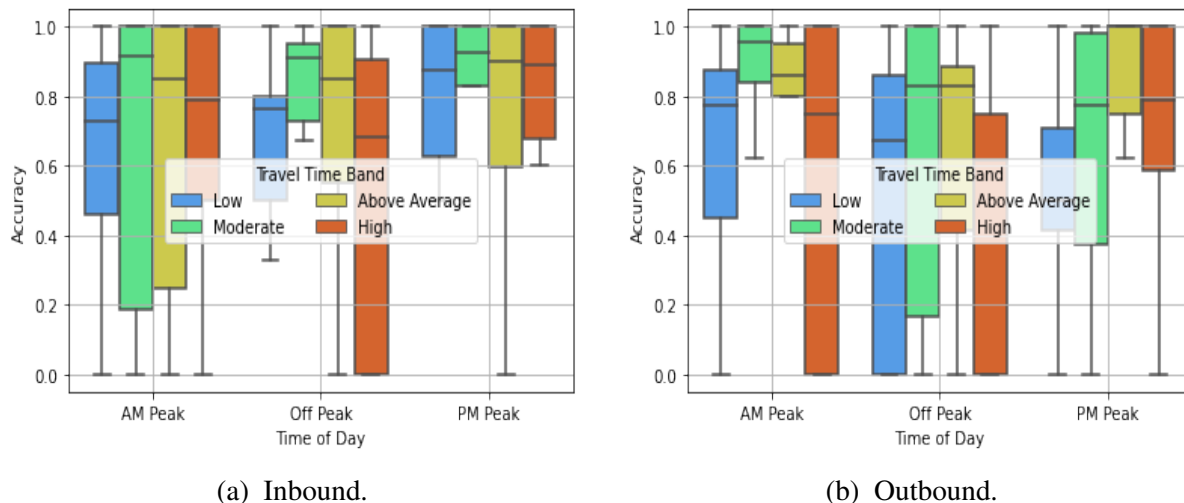 1.0
0.8
0.6
0.4
0.2
0.0
Accuracy
Travel Time Band
Low Above Average
Moderate High
AM Peak Off Peak PM Peak
Time of Day
(a) Inbound.
1.0
0.8
0.6
0.4
0.2
0.0
Accuracy
Travel Time Band
Low Above Average
Moderate High
AM Peak Off Peak PM Peak
Time of Day
(b) Outbound.